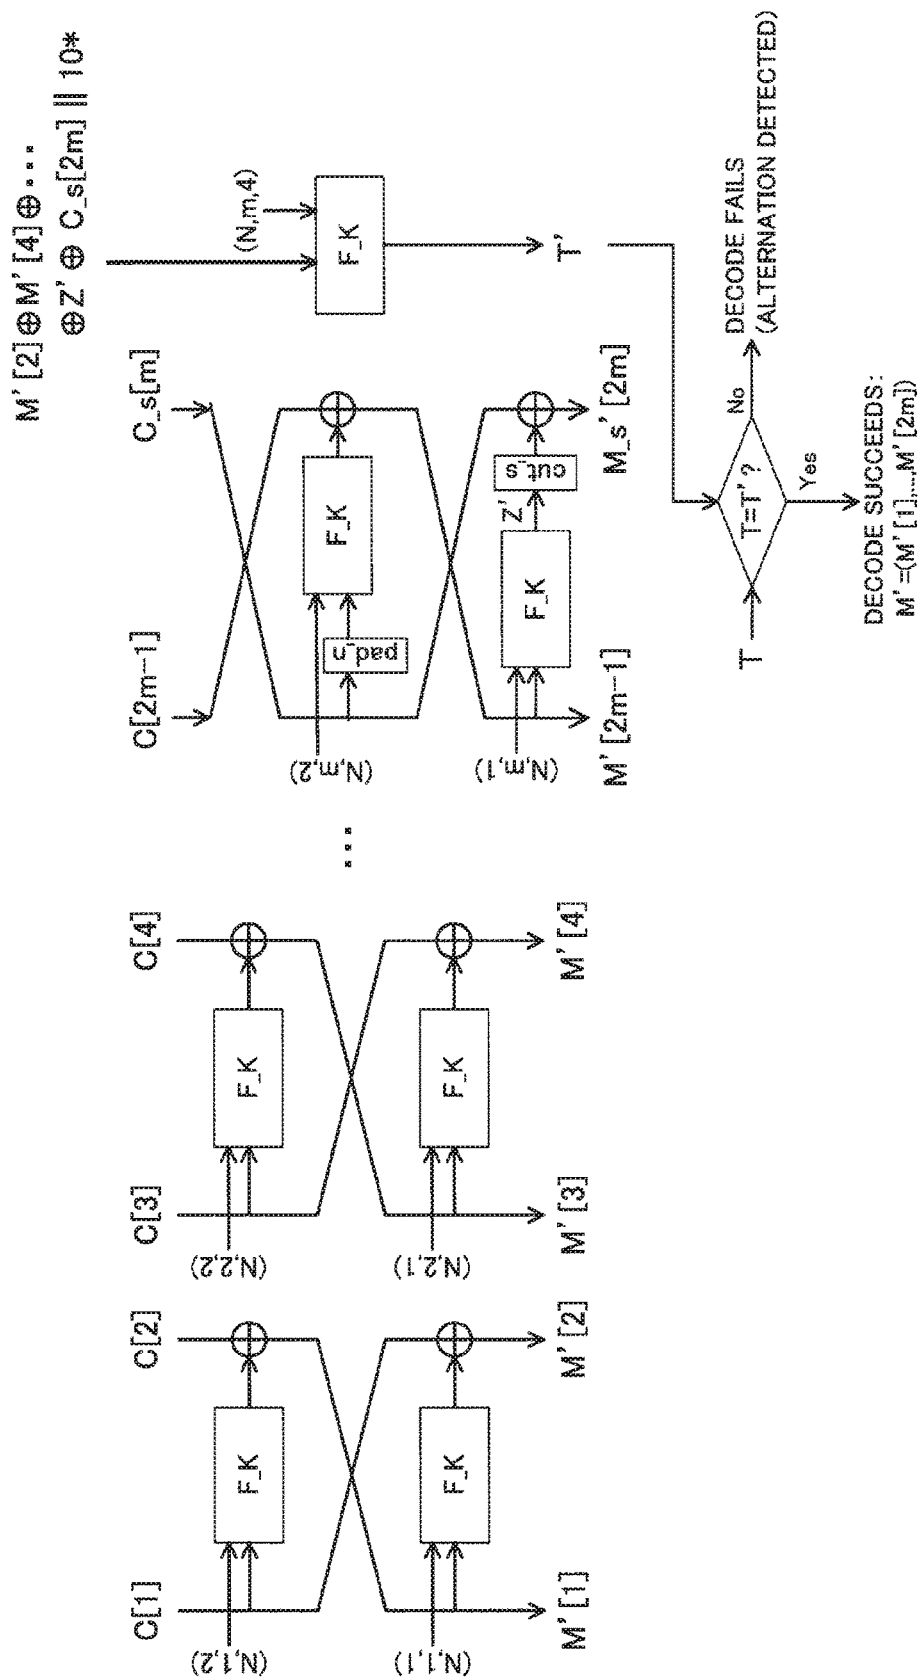 C[1]
C[2]
C[3]
C[4]
C[2m-1]
C_s[m]
M'[2]⊕M'[4]⊕⋯
⊕Z'⊕C_s[2m]||10*
(N,1,2)
F_K
(N,2,2)
F_K
...
(N,m,2)
pad_n
F_K
(N,m,4)
F_K
(N,1,1)
F_K
(N,2,1)
F_K
(N,m,1)
F_K
Z'
cut_s
T'
M'[1]
M'[2]
M'[3]
M'[4]
M'[2m-1]
M_s'[2m]
T
T=T'?
No
DECODE FAILS
(ALTERNATION DETECTED)
Yes
DECODE SUCCEEDS:
M'=(M'[1],...,M'[2m])